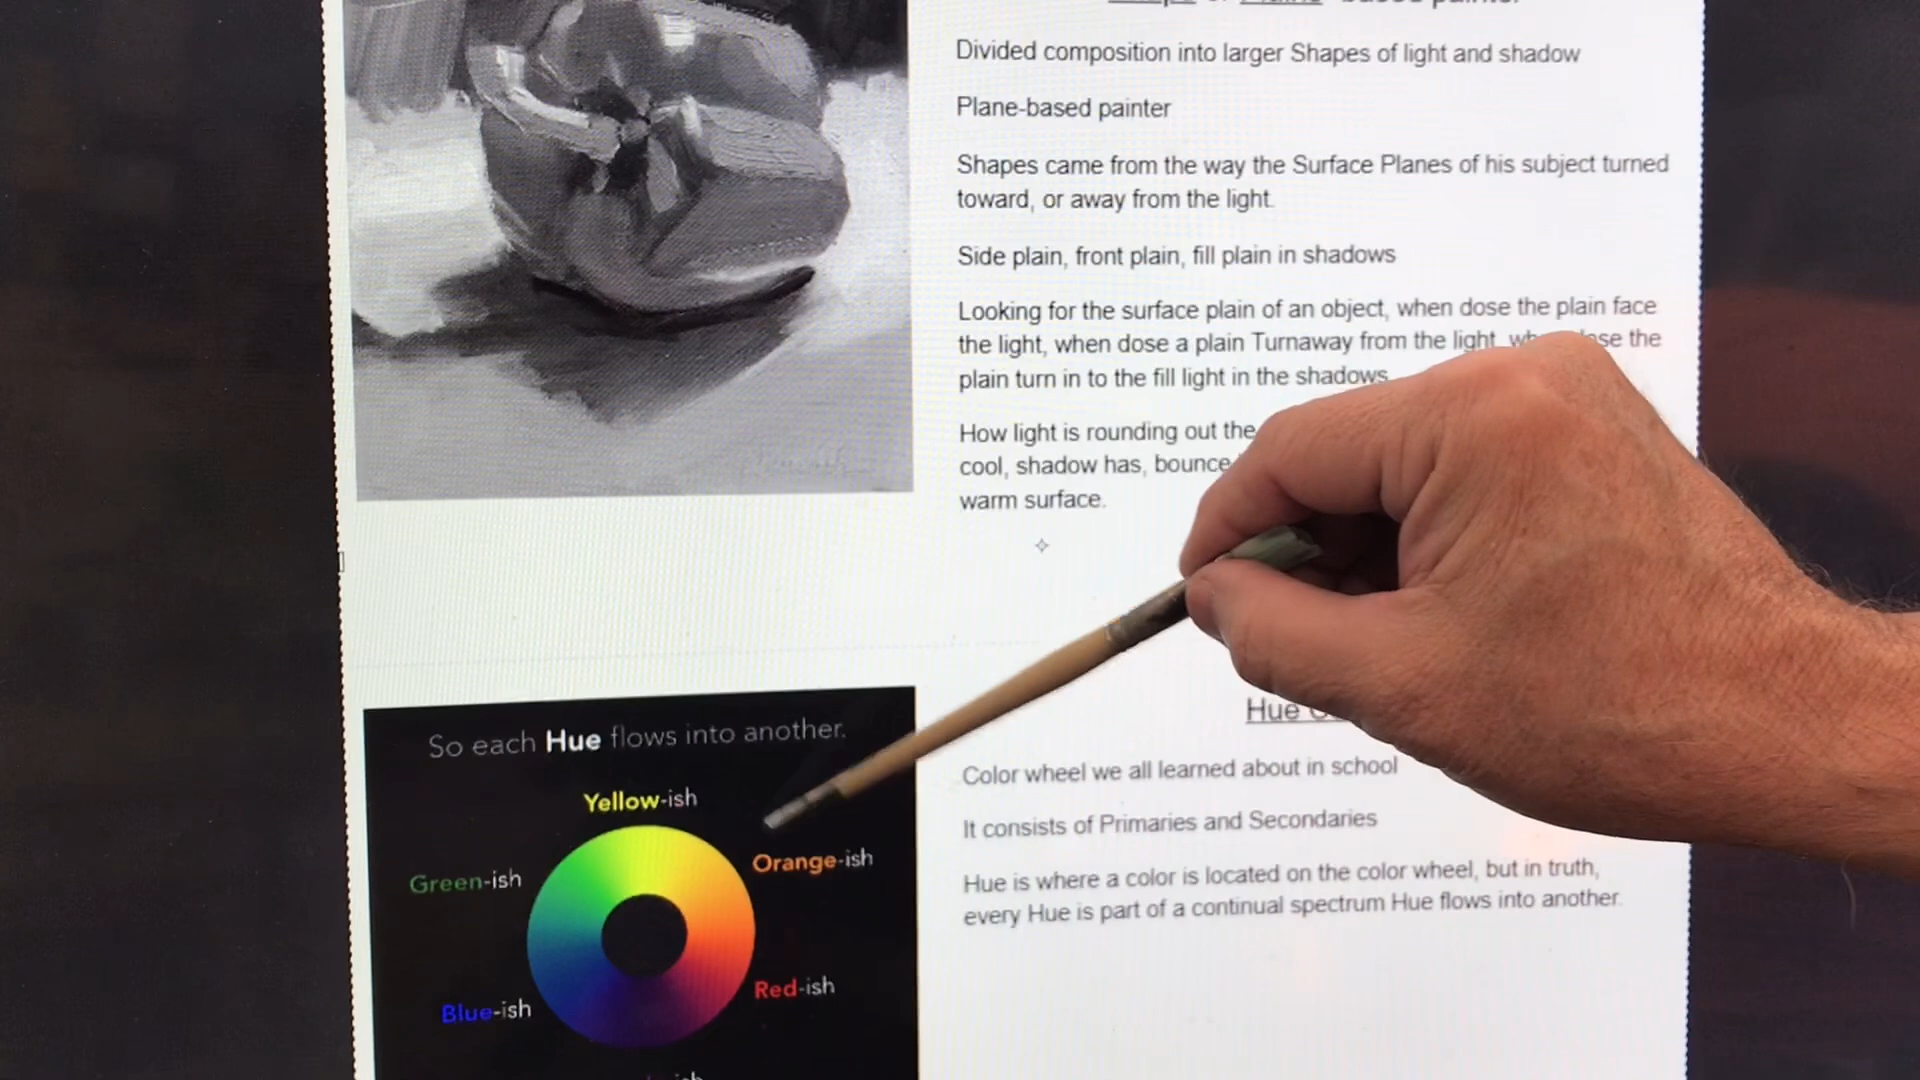 Divided composition into larger Shapes of light and shadow
Plane-based painter
Shapes came from the way the Surface Planes of his subject turned
toward, or away from the light.
Side plain, front plain, fill plain in shadows
Looking for the surface plain of an object, when dose the plain face
the light, when dose a plain Turnaway from the light, the
plain turn in to the fill light in the shadows
How light is rounding out the
cool, shadow has, bounce
warm surface.
So each Hue flows into another.
Yellow-ish
Orange-ish
Green-ish
Red-ish
Blue-ish
Hue
Color wheel we all learned about in school
It consists of Primaries and Secondaries
Hue is where a color is located on the color wheel, but in truth,
every Hue is part of a continual spectrum Hue flows into another.